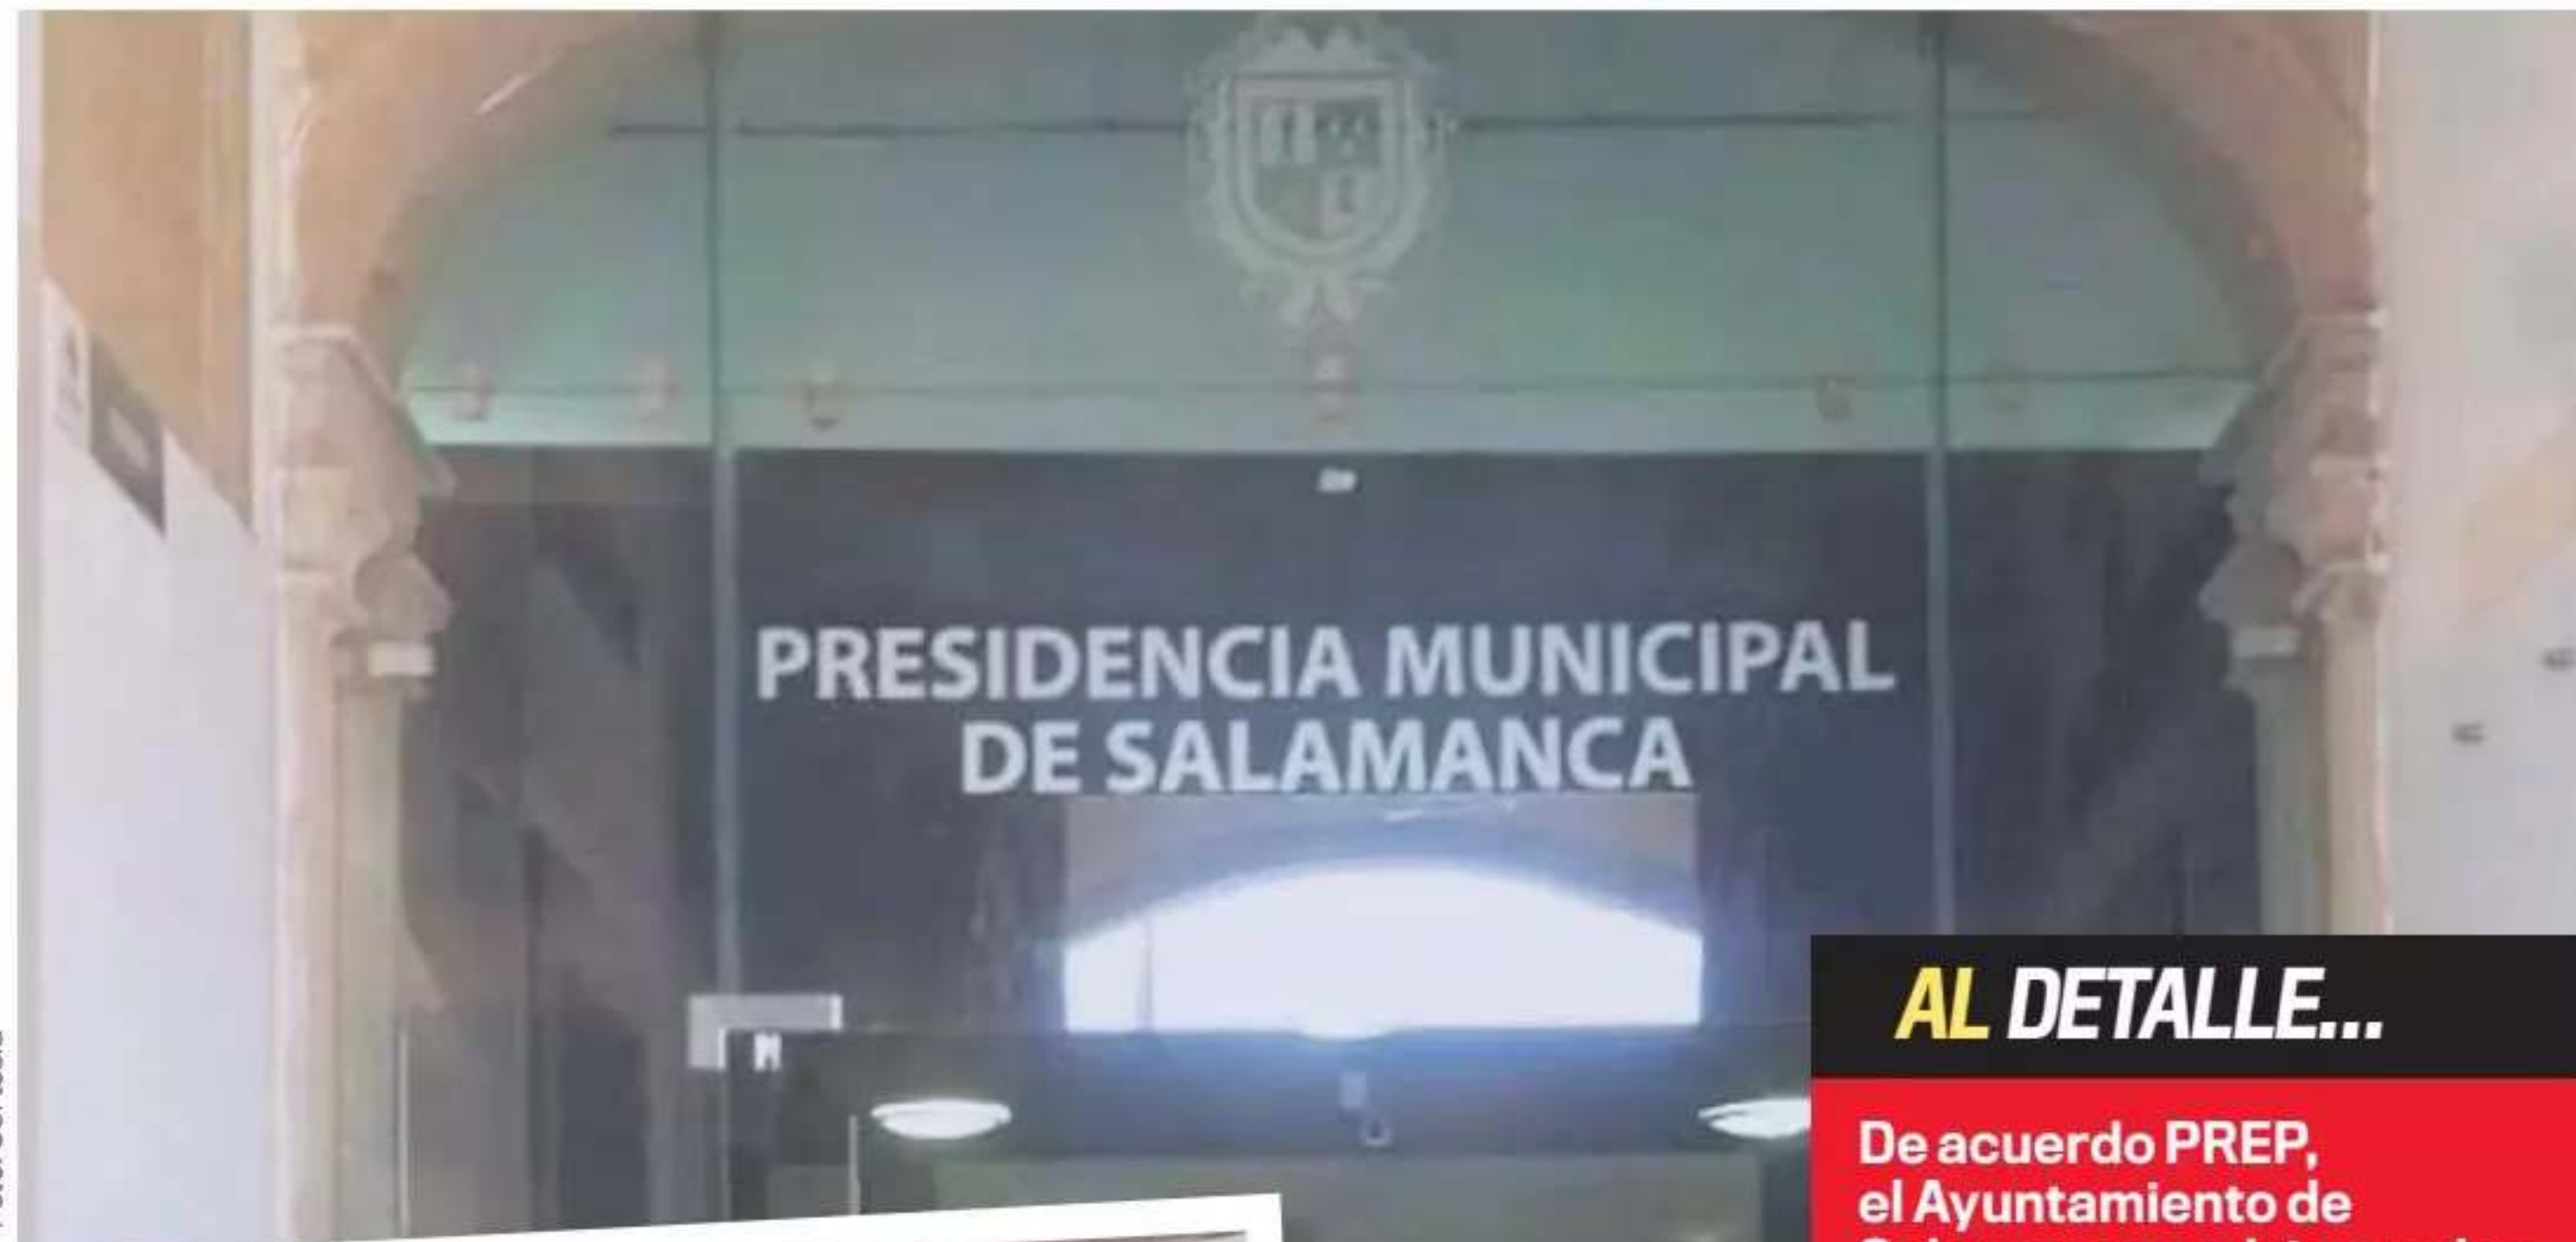 PRESIDENCIA MUNICIPAL
DE SALAMANCA
AL DETALLE...
De acuerdo PREP,
el Ayuntamiento de